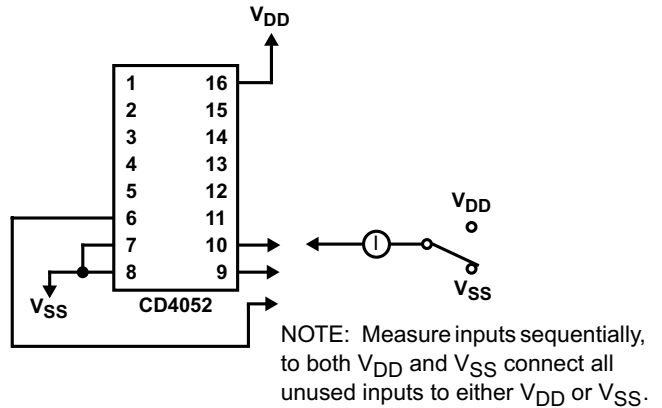 VDD
1 16
2 15
3 14
4 13
5 12
6 11
7 10
8 9
VSS
CD4052
I
VDD
VSS
NOTE: Measure inputs sequentially,
to both VDD and VSS connect all
unused inputs to either VDD or VSS.